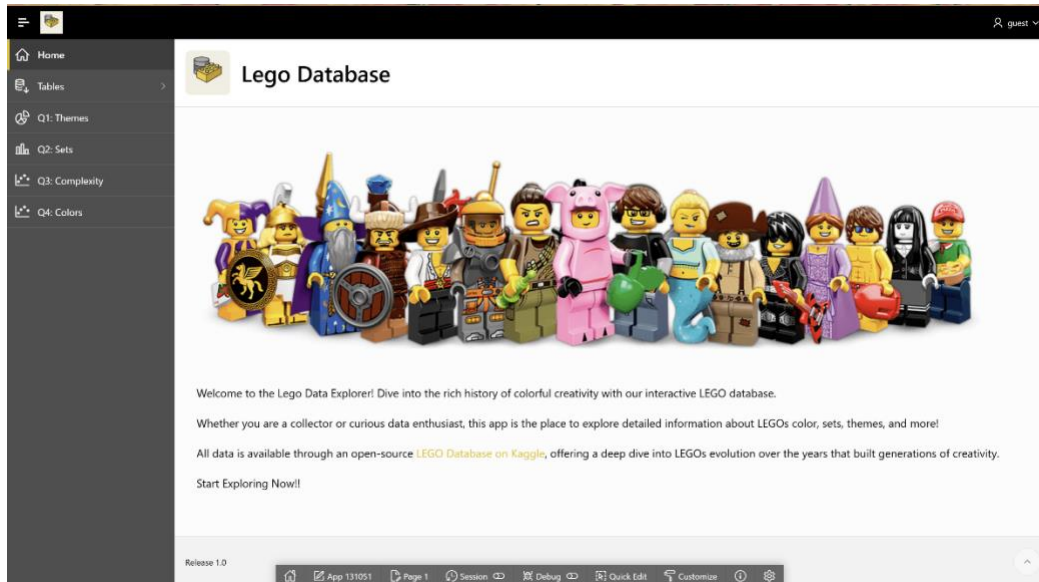 guest
Home
Tables
Q1: Themes
Q2: Sets
Q3: Complexity
Q4: Colors
Lego Database
Welcome to the Lego Data Explorer! Dive into the rich history of colorful creativity with our interactive LEGO database.
Whether you are a collector or curious data enthusiast, this app is the place to explore detailed information about LEGOs color, sets, themes, and more!
All data is available through an open-source LEGO Database on Kaggle, offering a deep dive into LEGOs evolution over the years that built generations of creativity.
Start Exploring Now!!
Release 1.0
App 131051 Page 1 Session Debug Quick Edit Customize